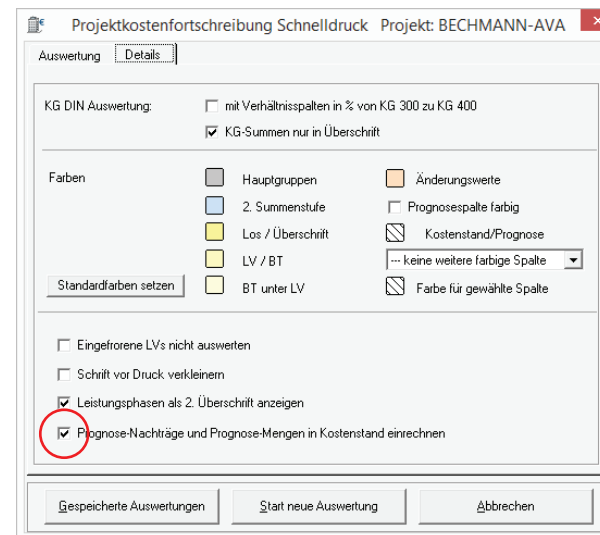 Projektkostenfortschreibung Schnelldruck Projekt: BECHMANN-AVA
Auswertung Details
KG DIN Auswertung: mit Verhältnisspalten in % von KG 300 zu KG 400
KG-Summen nur in Überschrift
Farben Hauptgruppen Änderungswerte
2. Summenstufe Prognosespalte farbig
Los / Überschrift Kostenstand/Prognose
LV / BT --- keine weitere farbige Spalte
Standardfarben setzen BT unter LV Farbe für gewählte Spalte
Eingefrorene LVs nicht auswerten
Schrift vor Druck verkleinern
Leistungsphasen als 2. Überschrift anzeigen
Prognose-Nachträge und Prognose-Mengen in Kostenstand einrechnen
Gespeicherte Auswertungen Start neue Auswertung Abbrechen